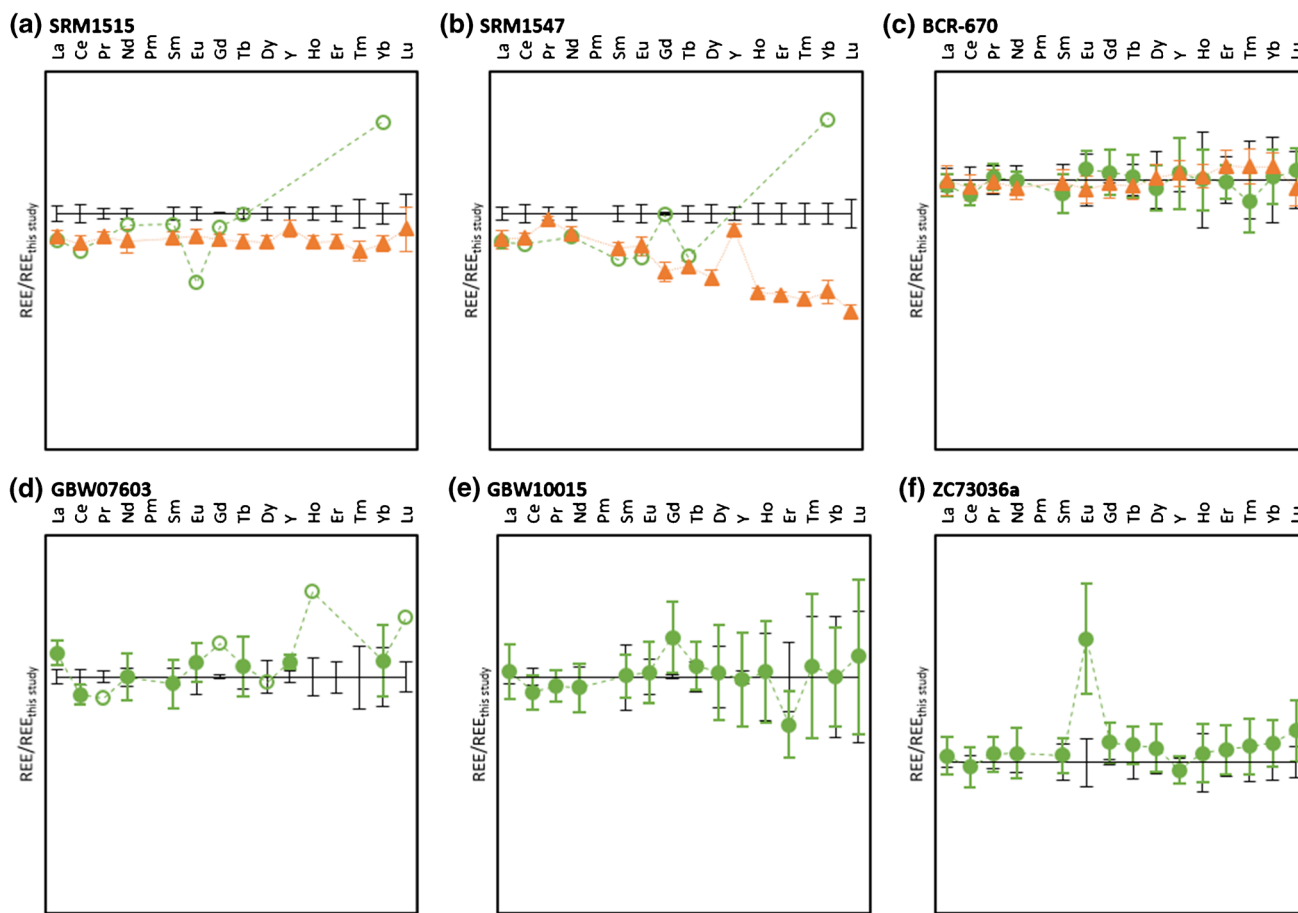 (a) SRM1515
La Ce Pr Nd Pm Sm Eu Gd Tb Dy Y Ho Er Tm Yb Lu
REE/REEthis study
(b) SRM1547
La Ce Pr Nd Pm Sm Eu Gd Tb Dy Y Ho Er Tm Yb Lu
REE/REEthis study
(c) BCR-670
La Ce Pr Nd Pm Sm Eu Gd Tb Dy Y Ho Er Tm Yb Lu
REE/REEthis study
(d) GBW07603
La Ce Pr Nd Pm Sm Eu Gd Tb Dy Y Ho Er Tm Yb Lu
REE/REEthis study
(e) GBW10015
La Ce Pr Nd Pm Sm Eu Gd Tb Dy Y Ho Er Tm Yb Lu
REE/REEthis study
(f) ZC73036a
La Ce Pr Nd Pm Sm Eu Gd Tb Dy Y Ho Er Tm Yb Lu
REE/REEthis study